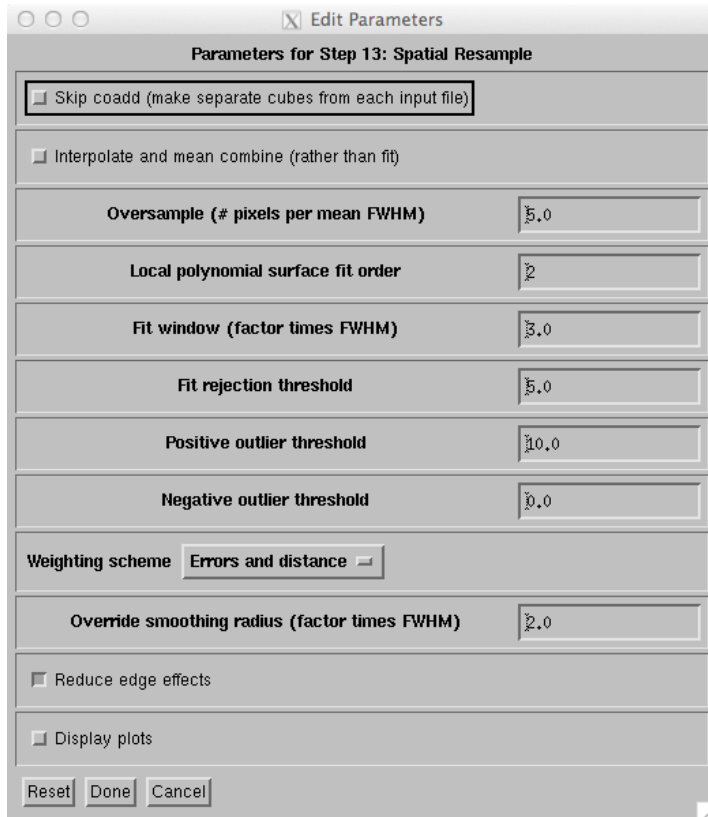 Edit Parameters
Parameters for Step 13: Spatial Resample
Skip coadd (make separate cubes from each input file)
Interpolate and mean combine (rather than fit)
Oversample (# pixels per mean FWHM) 5.0
Local polynomial surface fit order 2
Fit window (factor times FWHM) 3.0
Fit rejection threshold 5.0
Positive outlier threshold 10.0
Negative outlier threshold 0.0
Weighting scheme Errors and distance
Override smoothing radius (factor times FWHM) 2.0
Reduce edge effects
Display plots
Reset Done Cancel